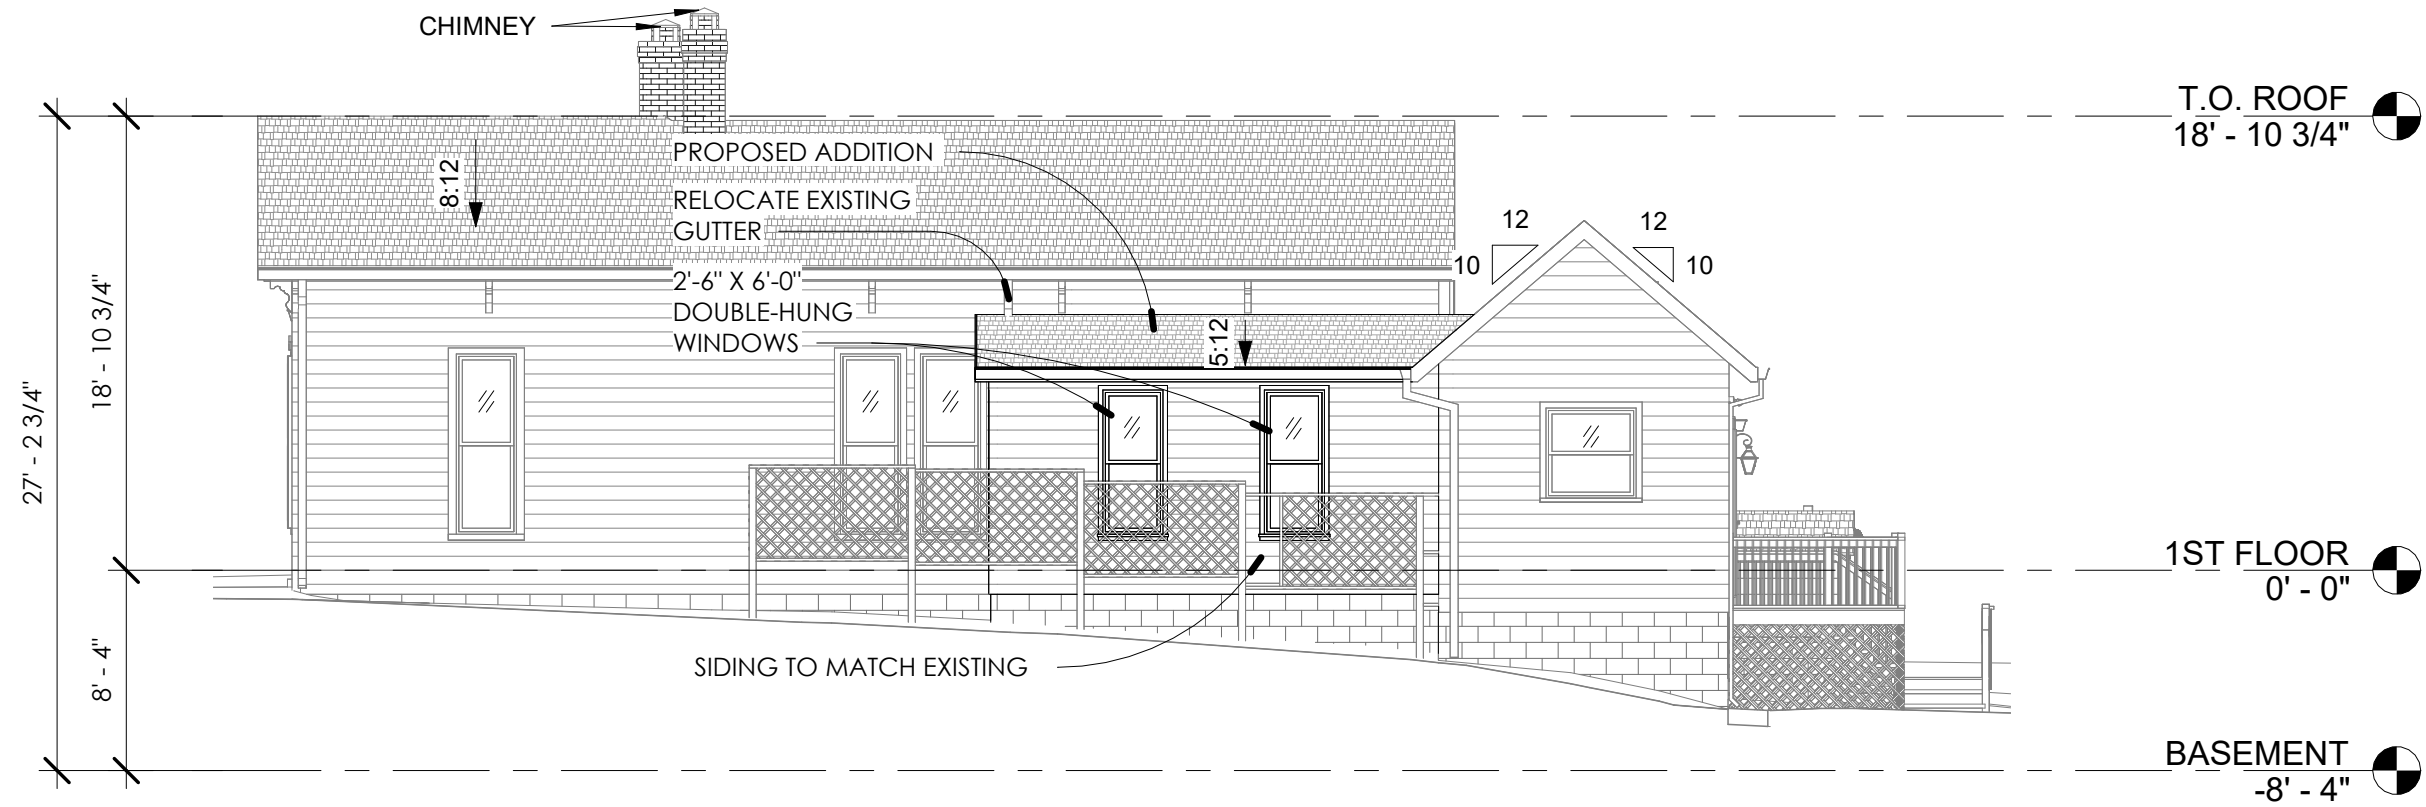 CHIMNEY
T.O. ROOF
18' - 10 3/4"
PROPOSED ADDITION
8:12
RELOCATE EXISTING
GUTTER
12
12
10
10
2'-6" X 6'-0"
DOUBLE-HUNG
WINDOWS
5:12
18' - 10 3/4"
27' - 2 3/4"
1ST FLOOR
0' - 0"
8' - 4"
SIDING TO MATCH EXISTING
BASEMENT
-8' - 4"